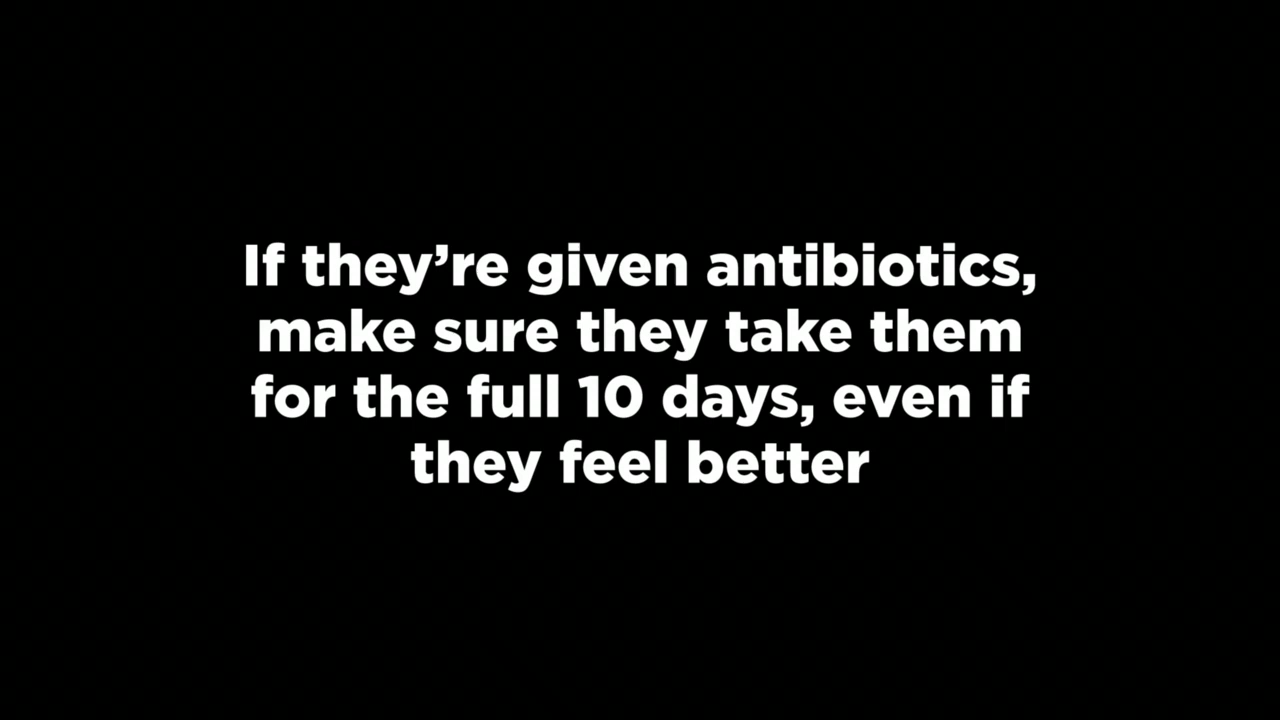 If they’re given antibiotics,
make sure they take them
for the full 10 days, even if
they feel better